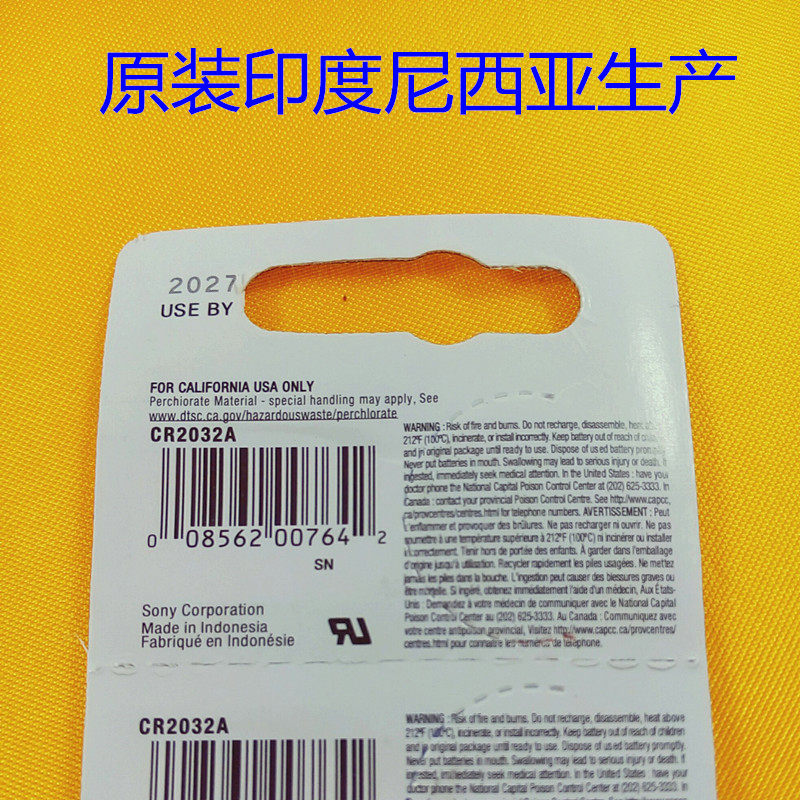 原装印度尼西亚生产
2027
USE BY
FOR CALIFORNIA USA ONLY
Perchlorate Material - special handling may apply, See
www.dtsc.ca.gov/hazardouswaste/perchlorate
CR2032A
0 08562 00764 2
SN
Sony Corporation
Made in Indonesia
Fabriqué en Indonésie
WARNING : Risk of fire and burns. Do not recharge, disassemble, heat
212°F (100°C), incinerate, or install incorrectly. Keep battery out of reach of
and in original package until ready to use. Dispose of used battery
Never put batteries in mouth. Swallowing may lead to serious injury or death. If
ingested, immediately seek medical attention. In the United States : have your
doctor phone the National Capital Poison Control Center at (202) 625-3333. In
Canada : contact your provincial Poison Control Centre. See http://www.capcc.
ca/provcentres/centres.html for telephone numbers. AVERTISSEMENT : Peut
s'enflammer et provoquer des brûlures. Ne pas recharger ni ouvrir. Ne pas
soumettre à une température supérieure à 212°F (100°C) ni incinérer ou installer
incorrectement. Tenir hors de portée des enfants. À garder dans l'emballage
d'origine jusqu'à utilisation. Recycler rapidement les piles usagées. Ne mettez
jamais les piles dans la bouche. L'ingestion peut causer des blessures graves ou
être mortelle. Si ingéré, obtenez immédiatement l'aide d'un médecin, Aux États-
Unis : Demandez à votre médecin de communiquer avec le National Capital
Poison Control Center au (202) 625-3333. Au Canada : Communiquez avec
votre centre antipoison provincial, Visitez http://www.capcc.ca/provcentres/
centres.html pour connaître les numéros de téléphone.
CR2032A
WARNING : Risk of fire and burns. Do not recharge, disassemble, heat above
212°F (100°C), incinerate, or install incorrectly. Keep battery out of reach of children
and in original package until ready to use. Dispose of used battery promptly.
Never put batteries in mouth. Swallowing may lead to serious injury or death. If
ingested, immediately seek medical attention. In the United States : have your
doctor phone the National Capital Poison Control Center at (202) 625-3333. In